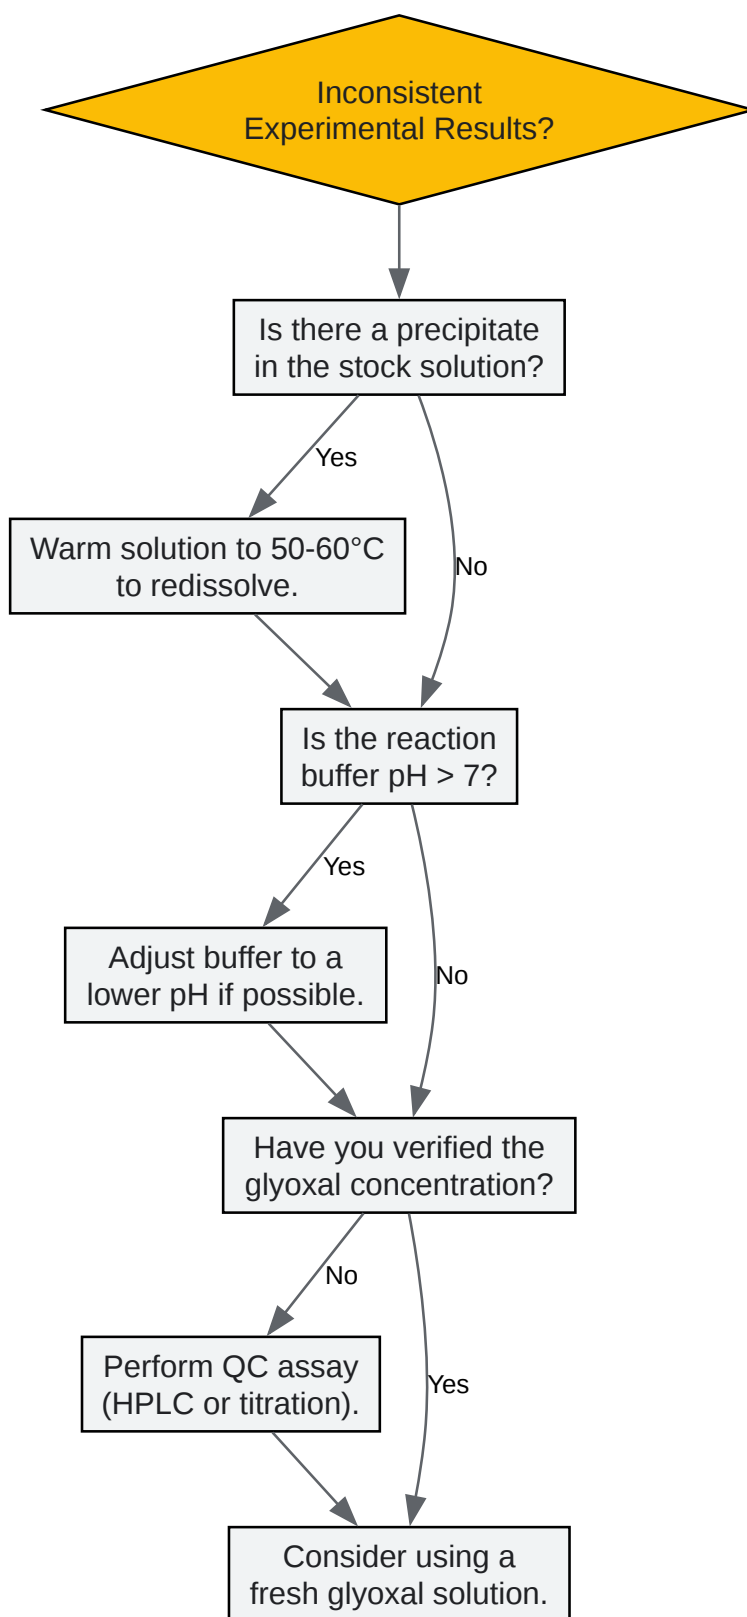 Inconsistent
Experimental Results?
Is there a precipitate
in the stock solution?
Yes
Warm solution to 50-60°C
to redissolve.
No
Is the reaction
buffer pH > 7?
Yes
Adjust buffer to a
lower pH if possible.
No
Have you verified the
glyoxal concentration?
No
Perform QC assay
(HPLC or titration).
Yes
Consider using a
fresh glyoxal solution.